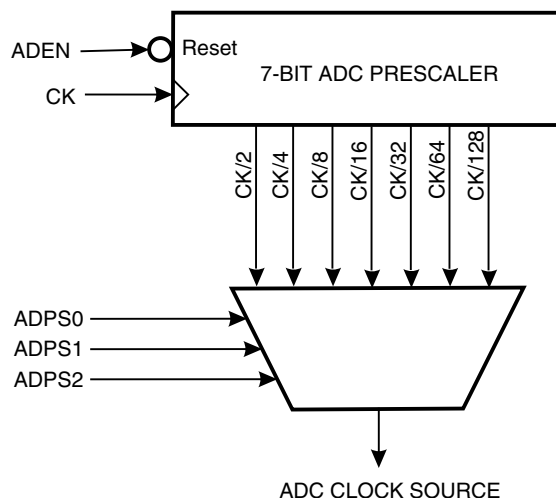 ADEN
Reset
7-BIT ADC PRESCALER
CK
CK/2
CK/4
CK/8
CK/16
CK/32
CK/64
CK/128
ADPS0
ADPS1
ADPS2
ADC CLOCK SOURCE